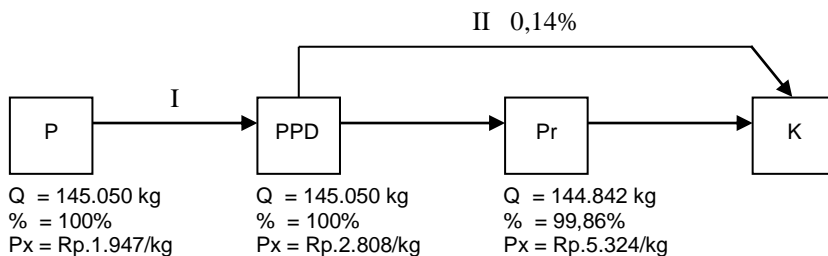 II 0,14%
I
P
PPD
Pr
K
Q = 145.050 kg
% = 100%
Px = Rp.1.947/kg
Q = 145.050 kg
% = 100%
Px = Rp.2.808/kg
Q = 144.842 kg
% = 99,86%
Px = Rp.5.324/kg